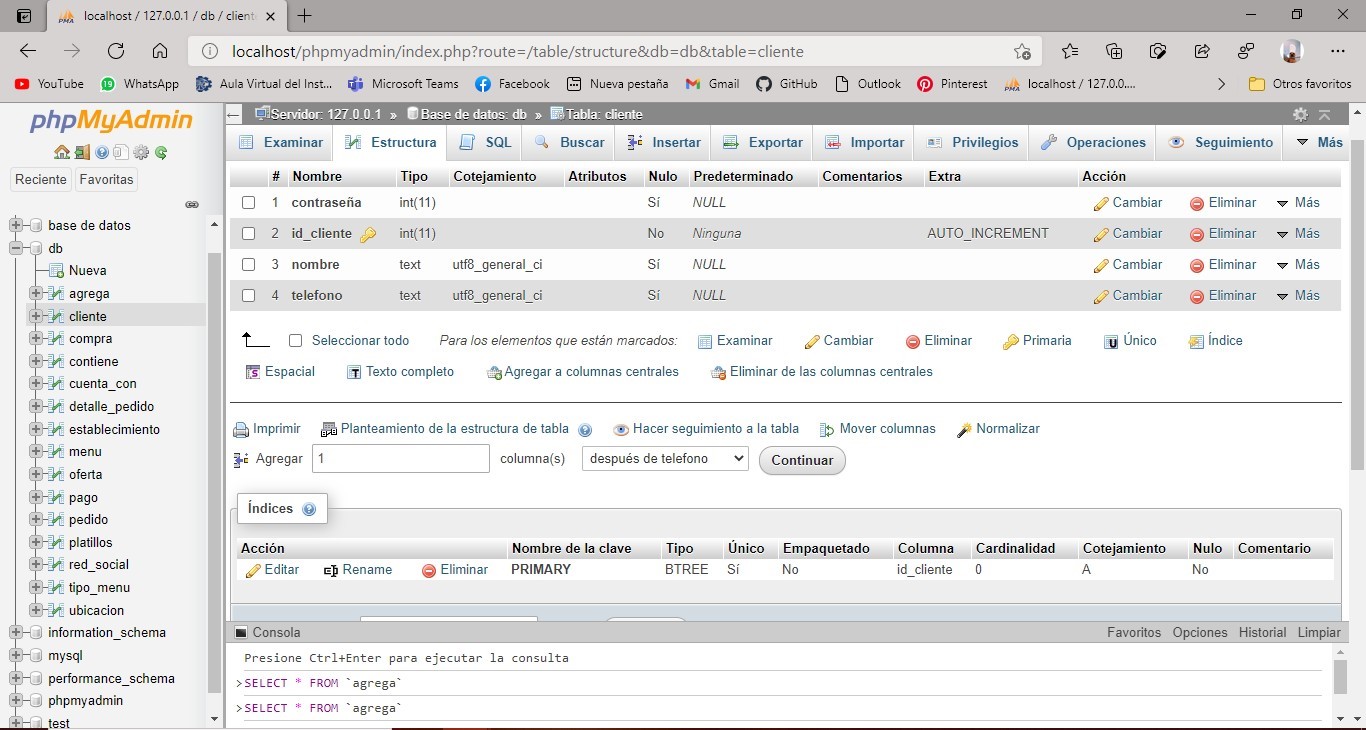 localhost / 127.0.0.1 / db / client
localhost/phpmyadmin/index.php?route=/table/structure&db=db&table=cliente
YouTube WhatsApp Aula Virtual del Inst... Microsoft Teams Facebook Nueva pestaña Gmail GitHub Outlook Pinterest localhost / 127.0.0.... Otros favoritos
phpMyAdmin
Reciente Favoritas
base de datos
db
Nueva
agrega
cliente
compra
contiene
cuenta_con
detalle_pedido
establecimiento
menu
oferta
pago
pedido
platillos
red_social
tipo_menu
ubicacion
information_schema
mysql
performance_schema
phpmyadmin
test
Servidor: 127.0.0.1 » Base de datos: db » Tabla: cliente
Examinar Estructura SQL Buscar Insertar Exportar Importar Privilegios Operaciones Seguimiento Más
# Nombre Tipo Cotejamiento Atributos Nulo Predeterminado Comentarios Extra Acción
1 contraseña int(11) Sí NULL Cambiar Eliminar Más
2 id_cliente int(11) No Ninguna AUTO_INCREMENT Cambiar Eliminar Más
3 nombre text utf8_general_ci Sí NULL Cambiar Eliminar Más
4 telefono text utf8_general_ci Sí NULL Cambiar Eliminar Más
Seleccionar todo Para los elementos que están marcados: Examinar Cambiar Eliminar Primaria Único Índice
Espacial Texto completo Agregar a columnas centrales Eliminar de las columnas centrales
Imprimir Planteamiento de la estructura de tabla Hacer seguimiento a la tabla Mover columnas Normalizar
Agregar 1 columna(s) después de telefono Continuar
Índices
Acción Nombre de la clave Tipo Único Empaquetado Columna Cardinalidad Cotejamiento Nulo Comentario
Editar Rename Eliminar PRIMARY BTREE Sí No id_cliente 0 A No
Consola Favoritos Opciones Historial Limpiar
Presione Ctrl+Enter para ejecutar la consulta
>SELECT * FROM `agrega`
>SELECT * FROM `agrega`